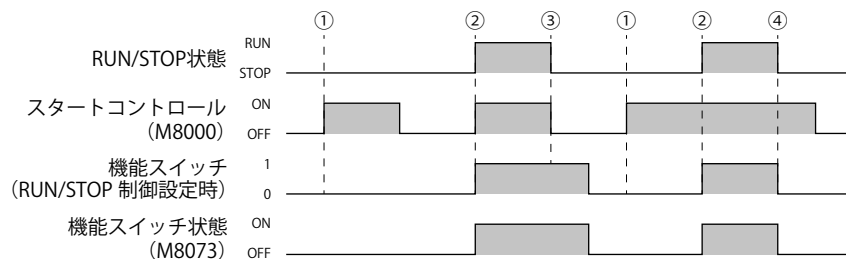 ① ② ③ ① ② ④
RUN/STOP状態
RUN
STOP
スタートコントロール
（M8000）
ON
OFF
機能スイッチ
（RUN/STOP 制御設定時）
1
0
機能スイッチ状態
（M8073）
ON
OFF